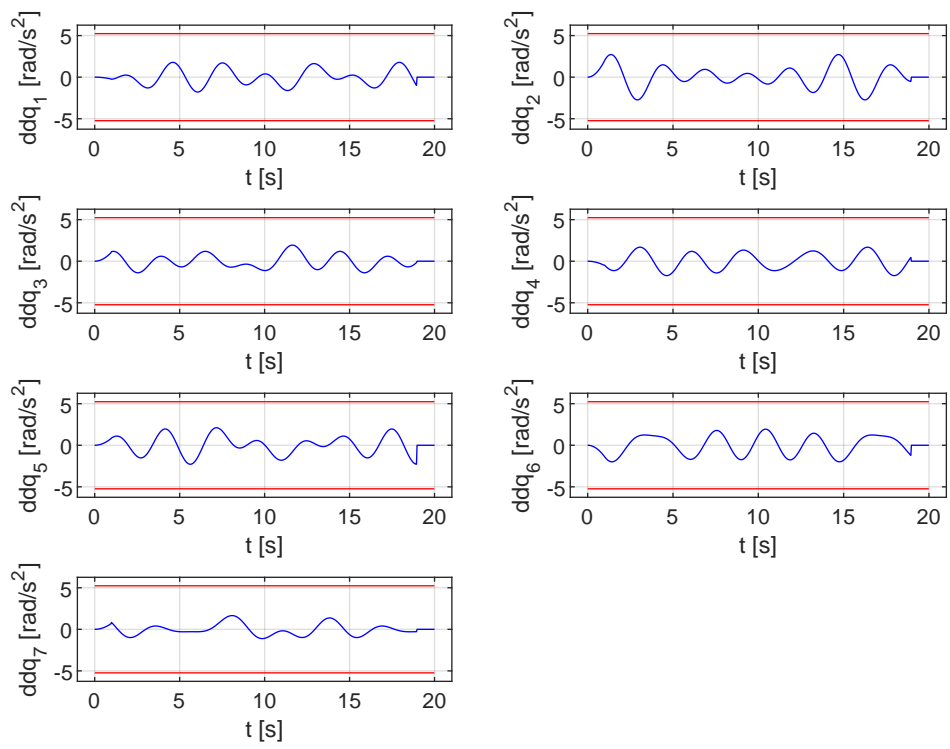 ddq1 [rad/s2]
5
0
-5
0 5 10 15 20
t [s]
ddq2 [rad/s2]
5
0
-5
0 5 10 15 20
t [s]
ddq3 [rad/s2]
5
0
-5
0 5 10 15 20
t [s]
ddq4 [rad/s2]
5
0
-5
0 5 10 15 20
t [s]
ddq5 [rad/s2]
5
0
-5
0 5 10 15 20
t [s]
ddq6 [rad/s2]
5
0
-5
0 5 10 15 20
t [s]
ddq7 [rad/s2]
5
0
-5
0 5 10 15 20
t [s]